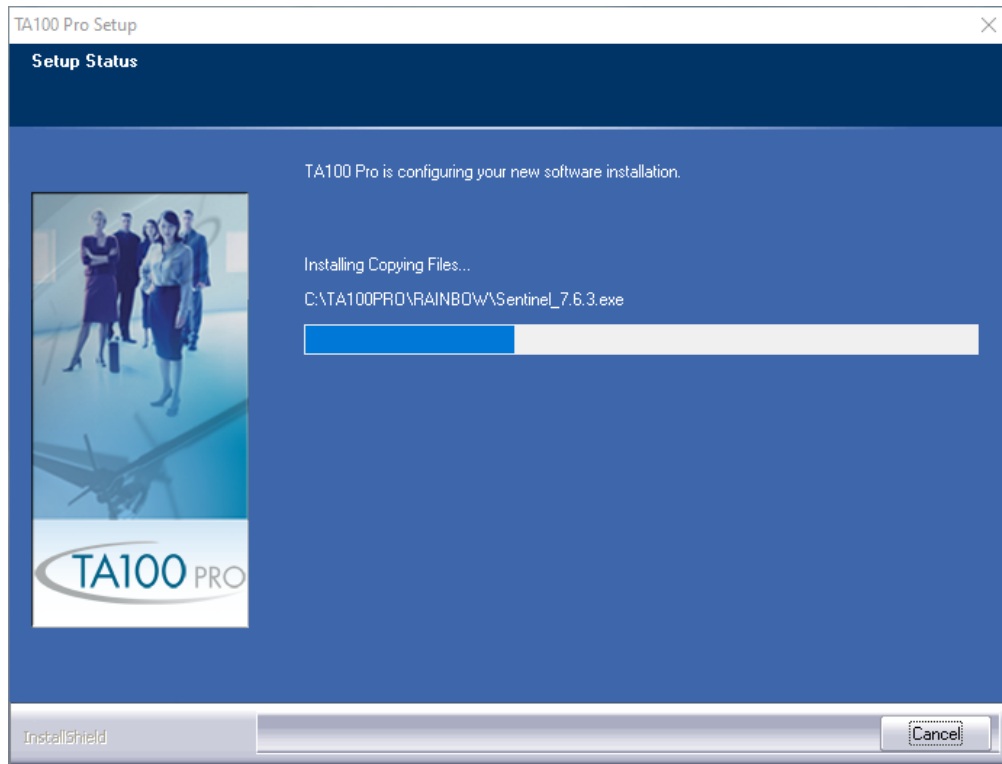 TA100 Pro Setup
Setup Status
TA100 Pro is configuring your new software installation.
Installing Copying Files...
C:\TA100PRO\RAINBOW\Sentinel_7.6.3.exe
TA100 PRO
InstallShield
Cancel